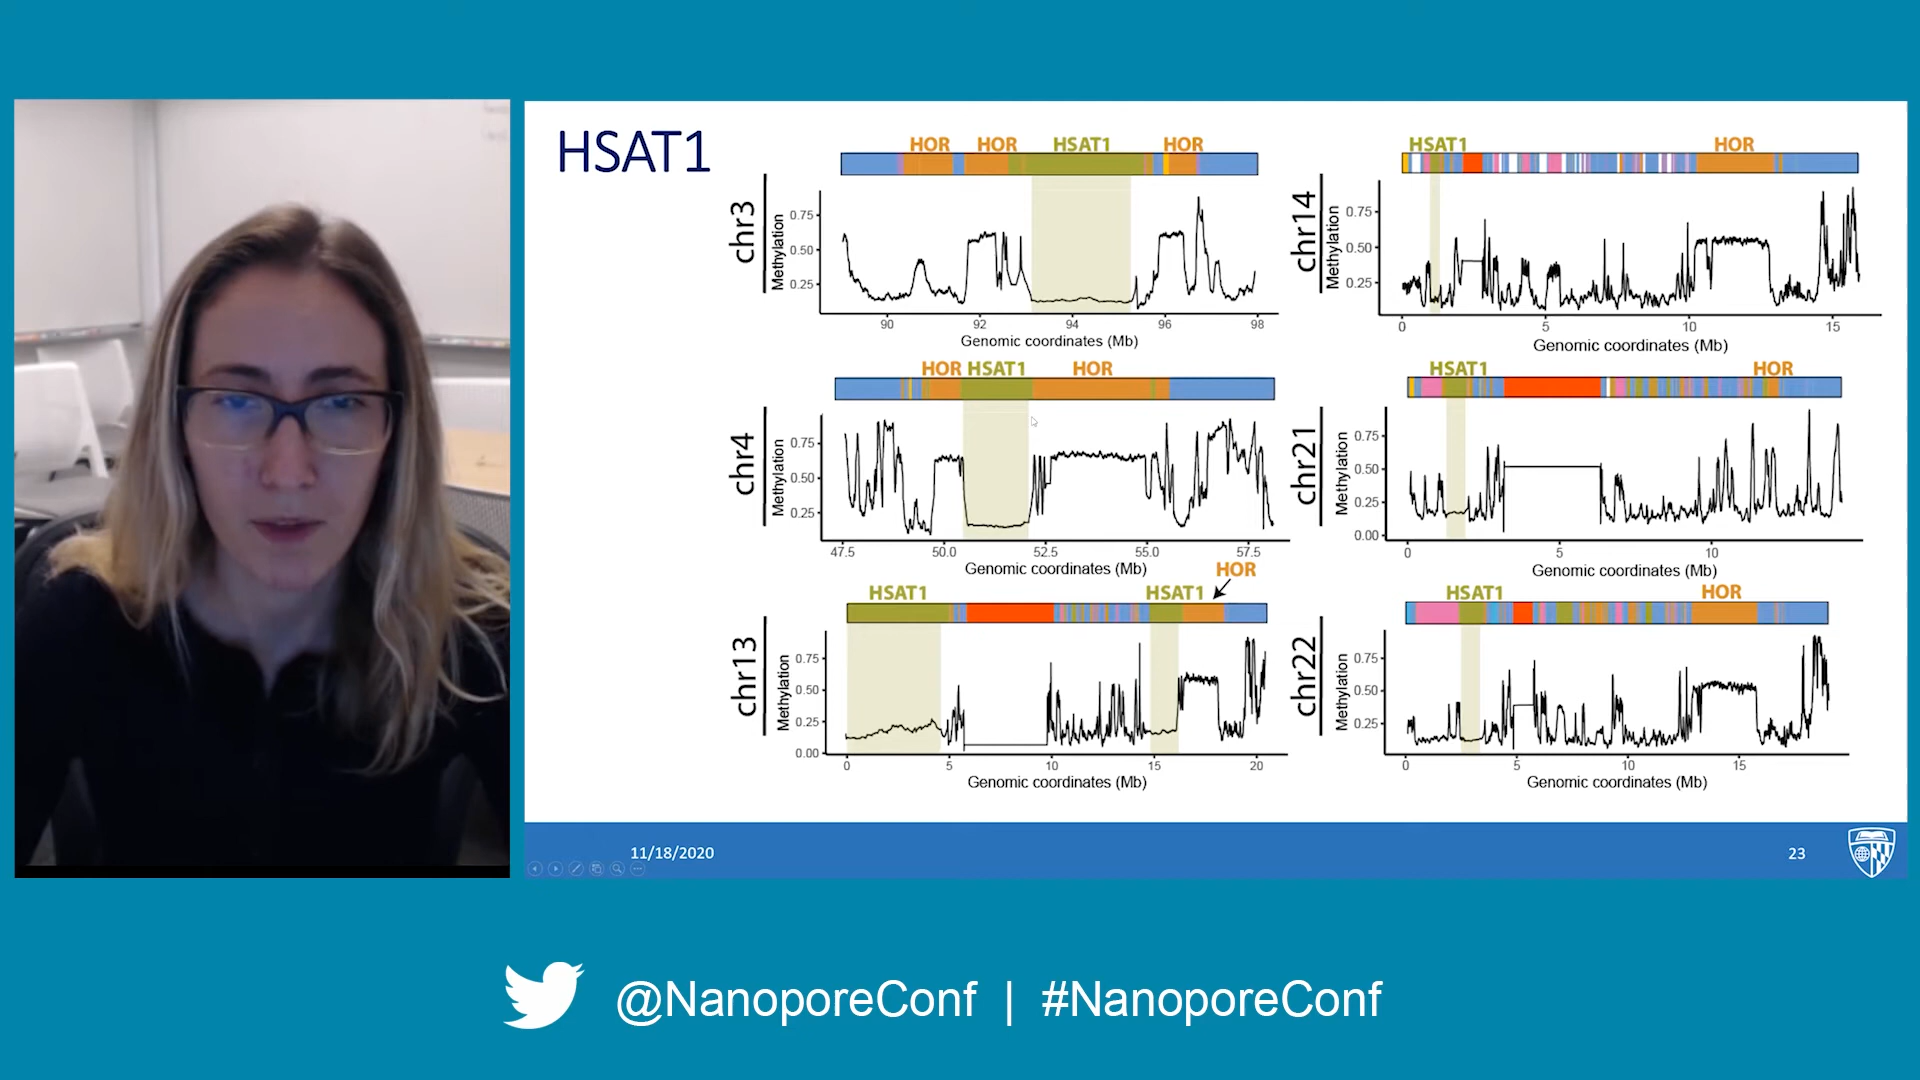 HSAT1
HOR HOR HSAT1 HOR
chr3
Methylation
0.75
0.50
0.25
90 92 94 96 98
Genomic coordinates (Mb)
HSAT1 HOR
chr14
Methylation
0.75
0.50
0.25
0 5 10 15
Genomic coordinates (Mb)
HOR HSAT1 HOR
chr4
Methylation
0.75
0.50
0.25
47.5 50.0 52.5 55.0 57.5
Genomic coordinates (Mb)
HSAT1 HOR
chr21
Methylation
0.75
0.50
0.25
0.00
0 5 10
Genomic coordinates (Mb)
HOR
HSAT1 HSAT1
chr13
Methylation
0.75
0.50
0.25
0.00
0 5 10 15 20
Genomic coordinates (Mb)
HSAT1 HOR
chr22
Methylation
0.75
0.50
0.25
0 5 10 15
Genomic coordinates (Mb)
11/18/2020
23
@NanoporeConf | #NanoporeConf